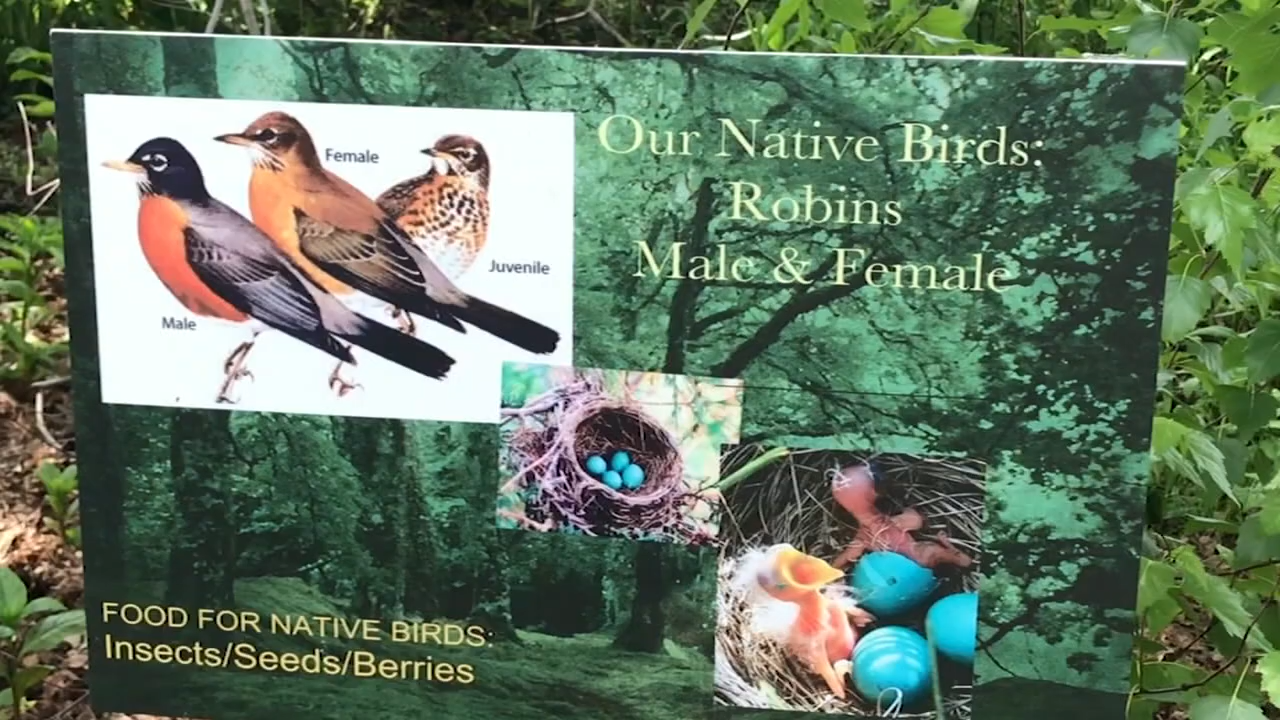 Female
Juvenile
Male
Our Native Birds:
Robins
Male & Female
FOOD FOR NATIVE BIRDS:
Insects/Seeds/Berries